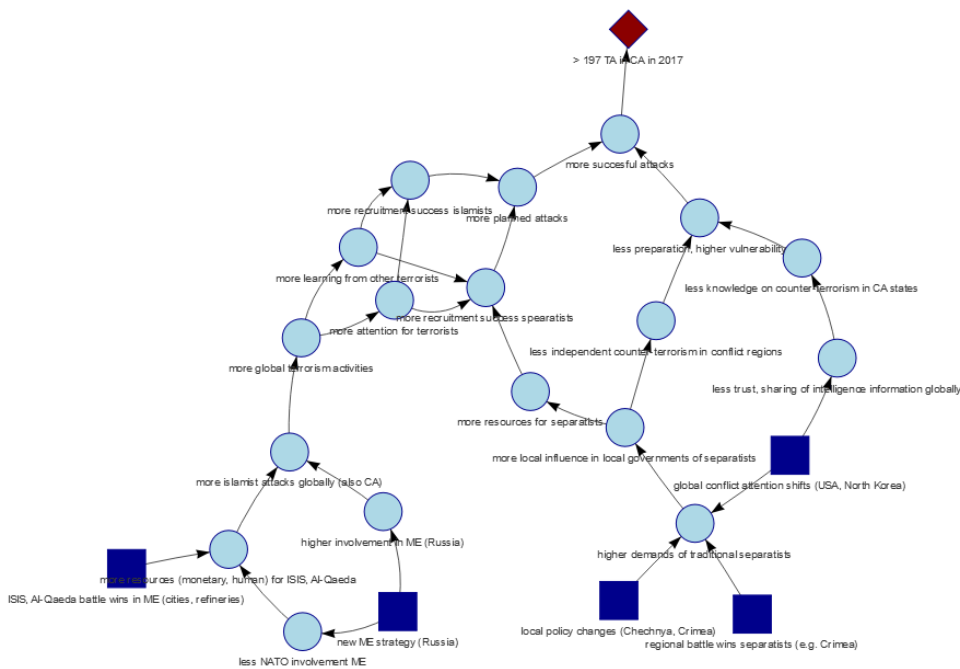 > 197 TA in CA in 2017
more succesful attacks
more recruitment success islamists
more planned attacks
less preparation, higher vulnerability
more learning from other terrorists
less knowledge on counter-terrorism in CA states
more recruitment success spearatists
more attention for terrorists
less independent counter-terrorism in conflict regions
more global terrorism activities
less trust, sharing of intelligence information globally
more resources for separatists
more local influence in local governments of separatists
more islamist attacks globally (also CA)
global conflict attention shifts (USA, North Korea)
higher involvement in ME (Russia)
higher demands of traditional separatists
more resources (monetary, human) for ISIS, Al-Qaeda
ISIS, Al-Qaeda battle wins in ME (cities, refineries)
local policy changes (Chechnya, Crimea)
new ME strategy (Russia)
regional battle wins separatists (e.g. Crimea)
less NATO involvement ME